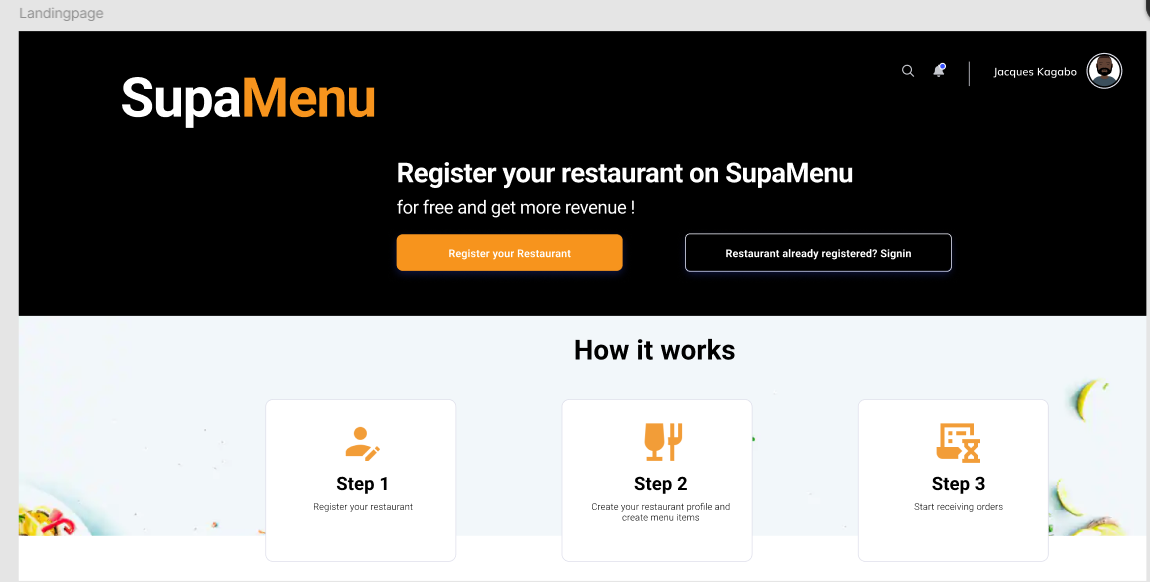 Landingpage
SupaMenu
Jacques Kagabo
Register your restaurant on SupaMenu
for free and get more revenue !
Register your Restaurant
Restaurant already registered? Signin
How it works
Step 1
Register your restaurant
Step 2
Create your restaurant profile and
create menu items
Step 3
Start receiving orders